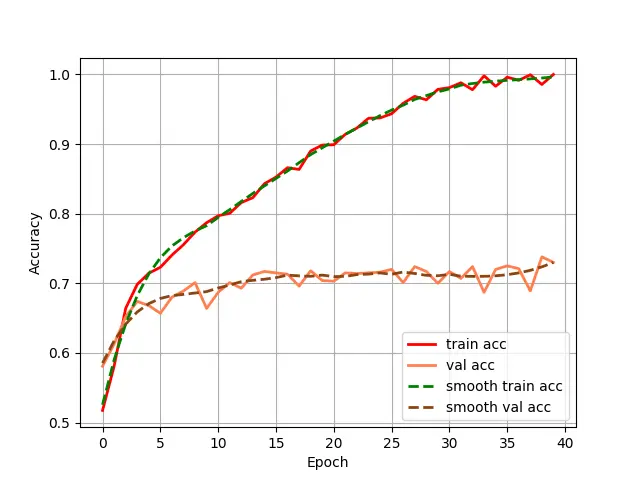 1.0
0.9
0.8
0.7
0.6
0.5
Accuracy
train acc
val acc
smooth train acc
smooth val acc
0 5 10 15 20 25 30 35 40
Epoch